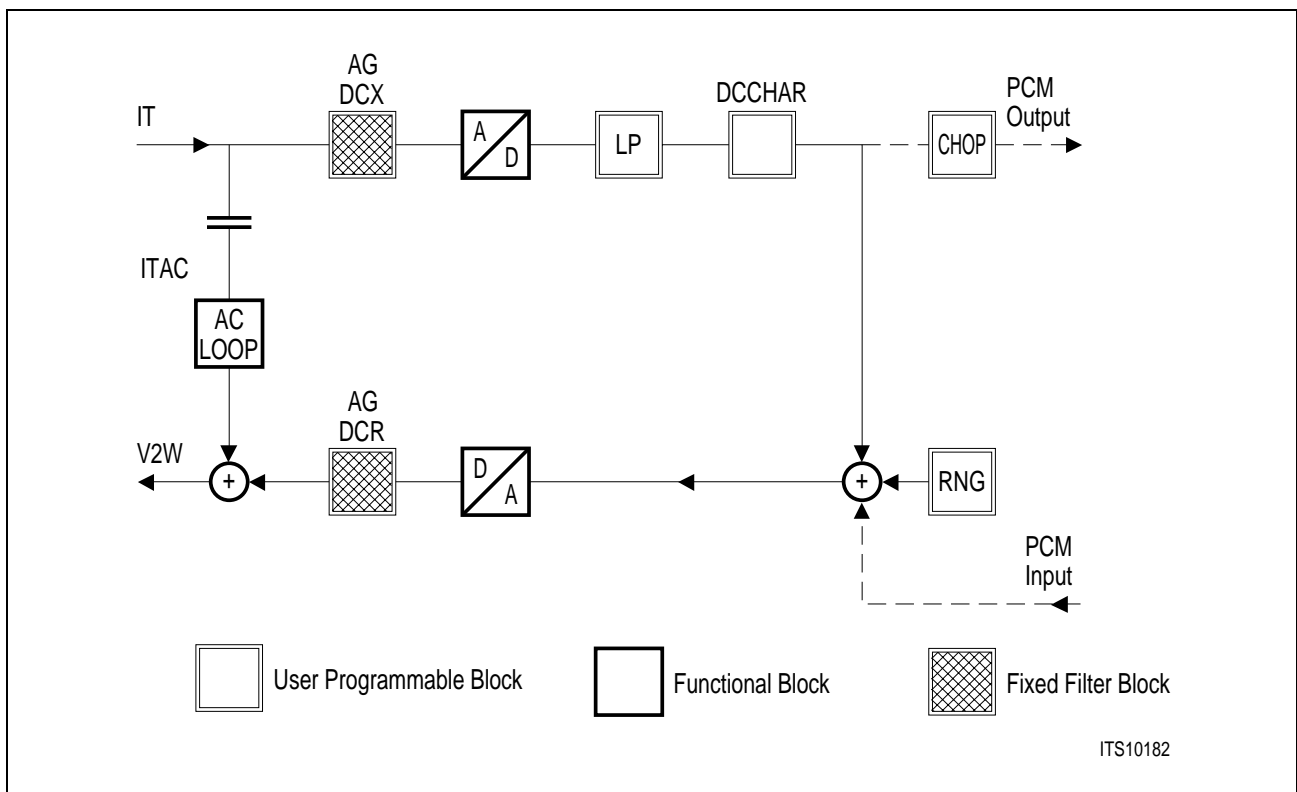 AG
DCX
DCCHAR
PCM
Output
IT
A
D
LP
CHOP
ITAC
AC
LOOP
AG
DCR
V2W
+
D
A
+
RNG
PCM
Input
User Programmable Block
Functional Block
Fixed Filter Block
ITS10182